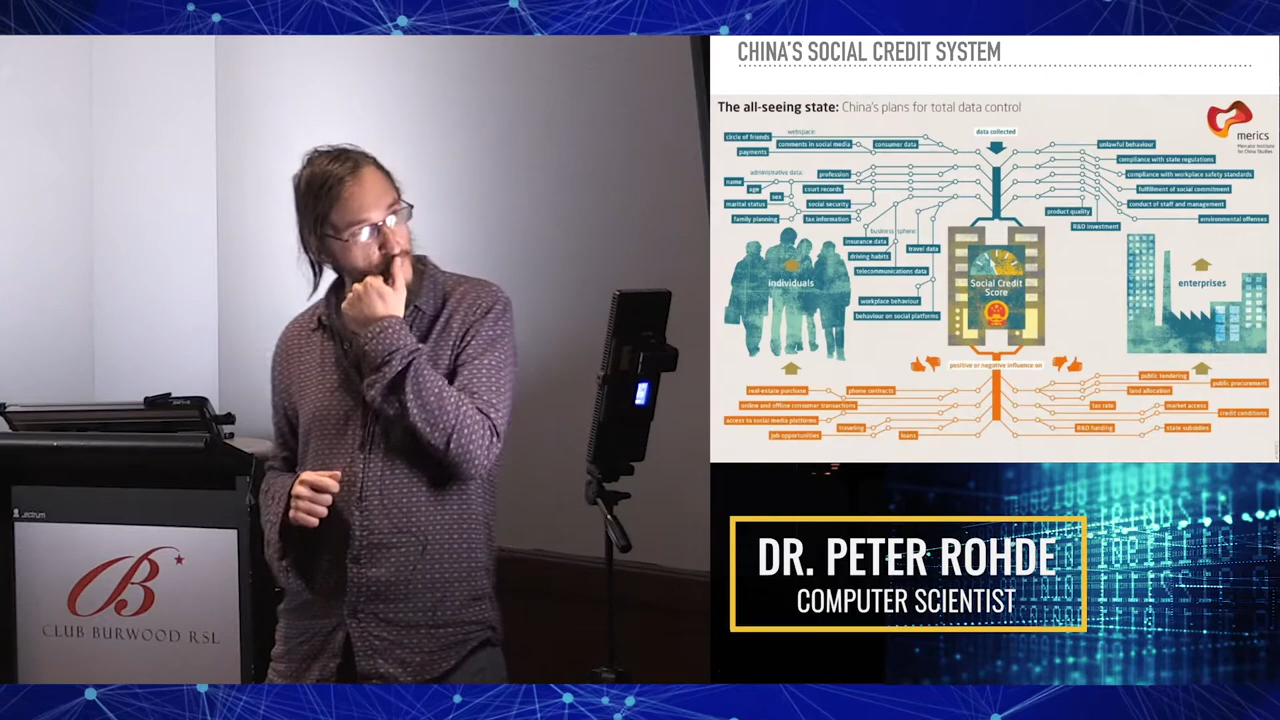 CHINA'S SOCIAL CREDIT SYSTEM
The all-seeing state: China's plans for total data control
merics
Mercator Institute
for China Studies
data collected
webspace:
circle of friends
comments in social media
consumer data
payments
administrative data:
profession
name
age
court records
sex
marital status
social security
family planning
tax information
business sphere:
insurance data
travel data
driving habits
telecommunications data
workplace behaviour
behaviour on social platforms
individuals
Social Credit
Score
unlawful behaviour
compliance with state regulations
compliance with workplace safety standards
fulfillment of social commitment
conduct of staff and management
product quality
environmental offenses
R&D investment
enterprises
positive or negative influence on
real-estate purchase
phone contracts
online and offline consumer transactions
access to social media platforms
traveling
job opportunities
loans
public tendering
public procurement
land allocation
tax rate
market access
credit conditions
R&D funding
state subsidies
B
CLUB BURWOOD RSL
DR. PETER ROHDE
COMPUTER SCIENTIST